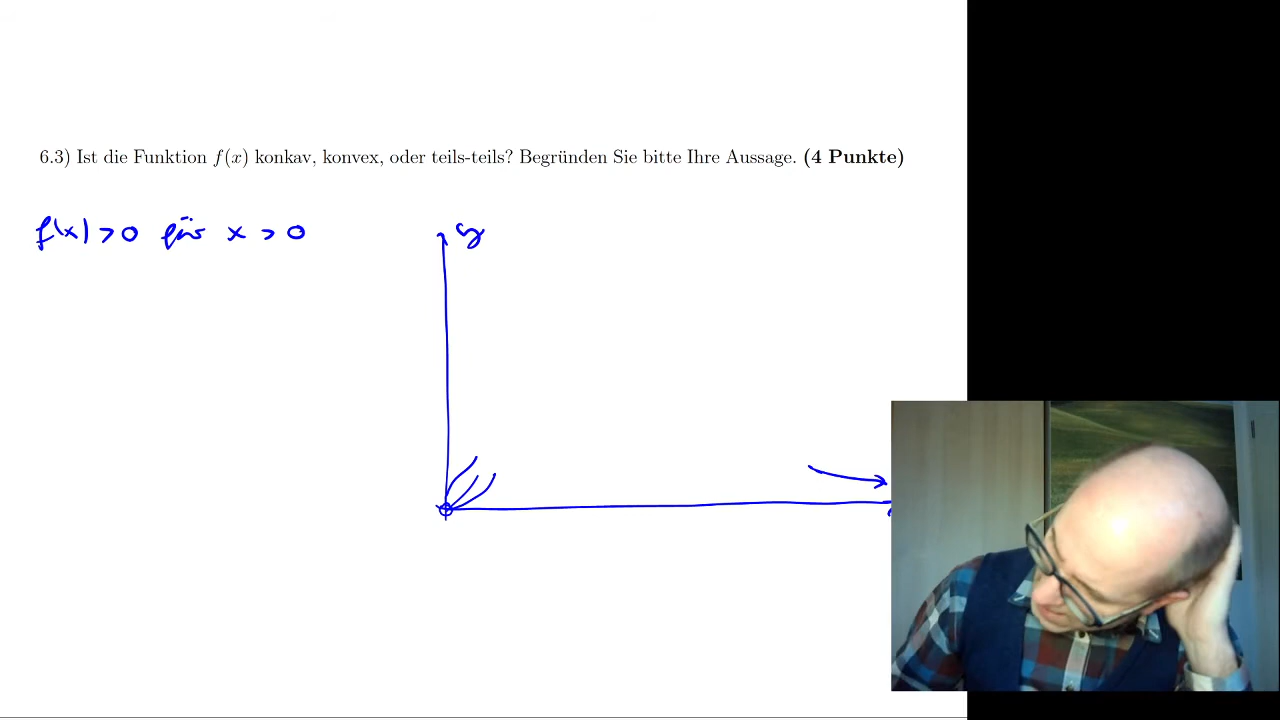 6.3) Ist die Funktion f(x) konkav, konvex, oder teils-teils? Begründen Sie bitte Ihre Aussage. (4 Punkte)
f(x) > 0 für x > 0
y